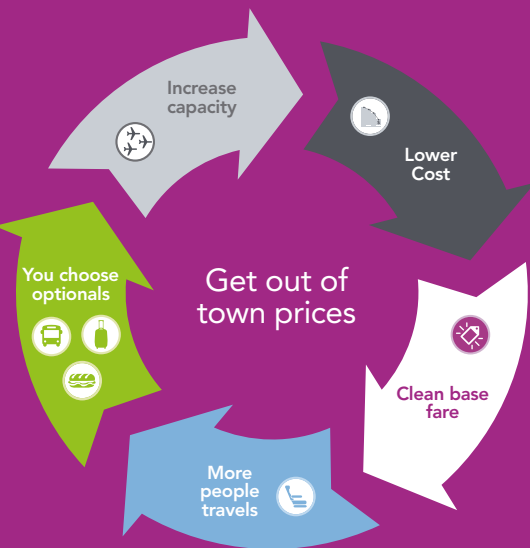 Increase
capacity
Lower
Cost
Clean base
fare
More
people
travels
You choose
optionals
Get out of
town prices